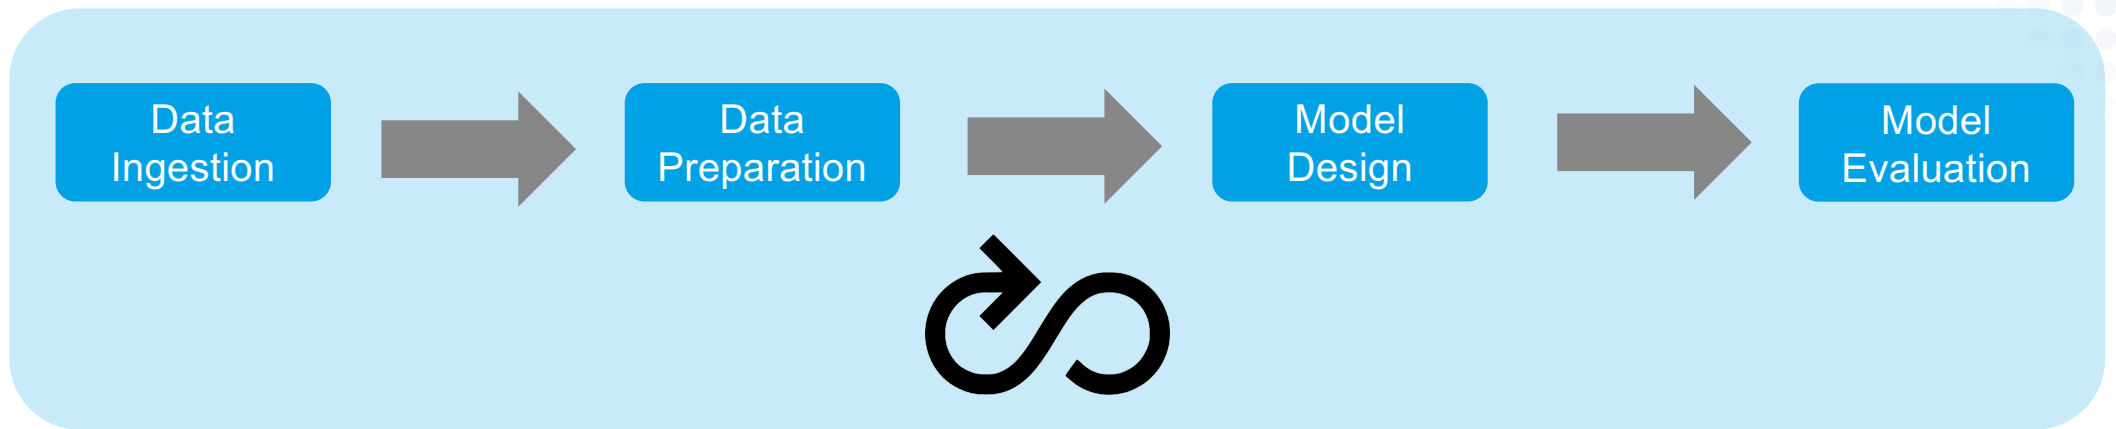 Data
Ingestion
Data
Preparation
Model
Design
Model
Evaluation